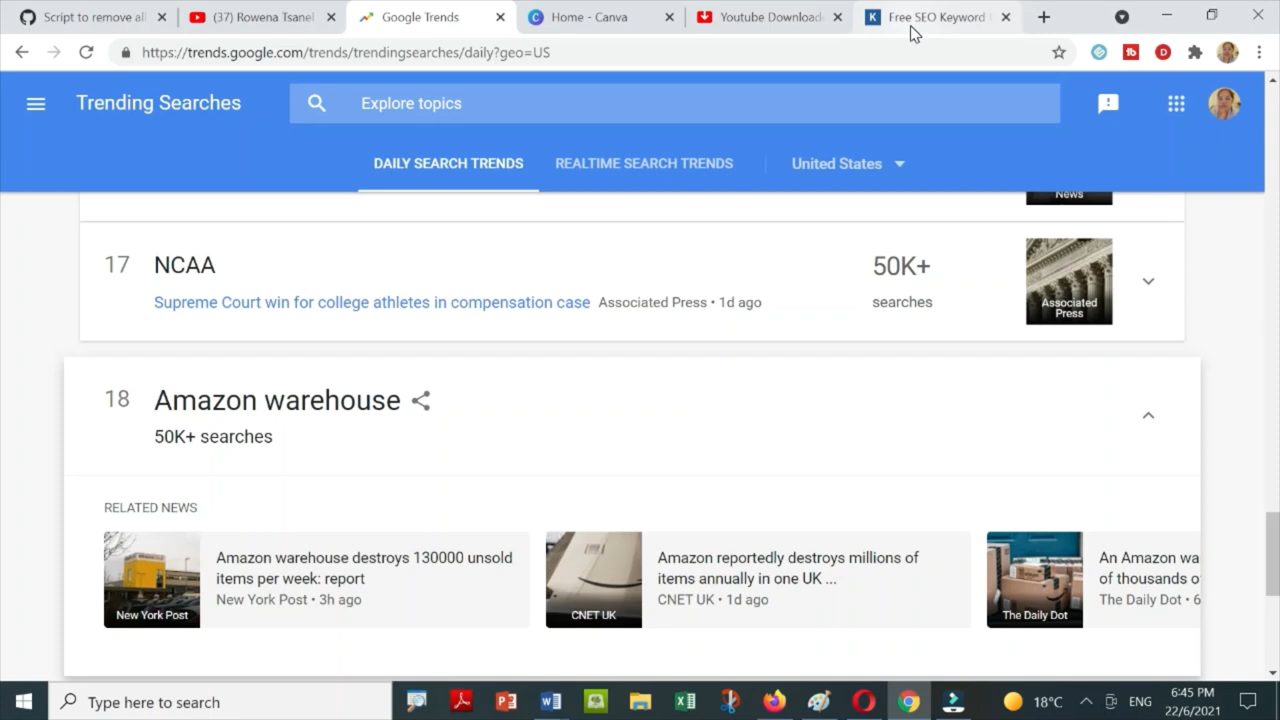 Script to remove all
(37) Rowena Tsanel
Google Trends
Home - Canva
Youtube Download
Free SEO Keyword
https://trends.google.com/trends/trendingsearches/daily?geo=US
Trending Searches
Explore topics
DAILY SEARCH TRENDS
REALTIME SEARCH TRENDS
United States
News
17
NCAA
50K+
Supreme Court win for college athletes in compensation case
Associated Press • 1d ago
searches
Associated
Press
18
Amazon warehouse
50K+ searches
RELATED NEWS
Amazon warehouse destroys 130000 unsold
items per week: report
New York Post • 3h ago
New York Post
Amazon reportedly destroys millions of
items annually in one UK ...
CNET UK • 1d ago
CNET UK
An Amazon wa
of thousands o
The Daily Dot • 6
The Daily Dot
Type here to search
18°C
ENG
6:45 PM
22/6/2021